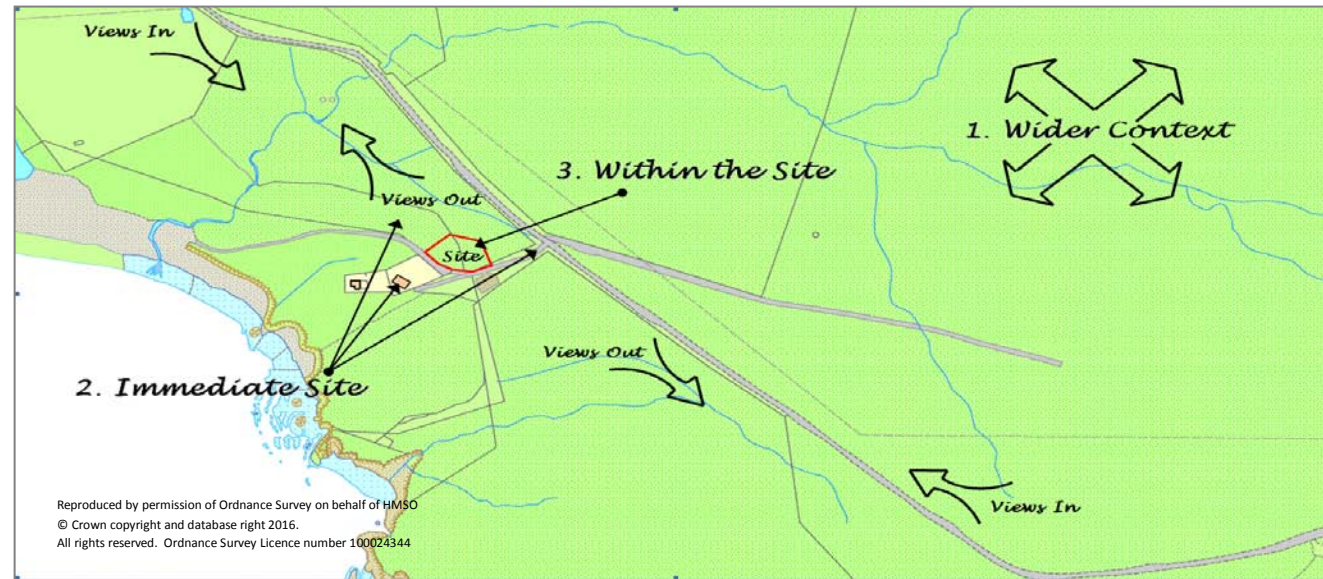 Views In
1. Wider Context
3. Within the Site
Views Out
Site
Views Out
2. Immediate Site
Views In
Reproduced by permission of Ordnance Survey on behalf of HMSO
© Crown copyright and database right 2016.
All rights reserved.  Ordnance Survey Licence number 100024344